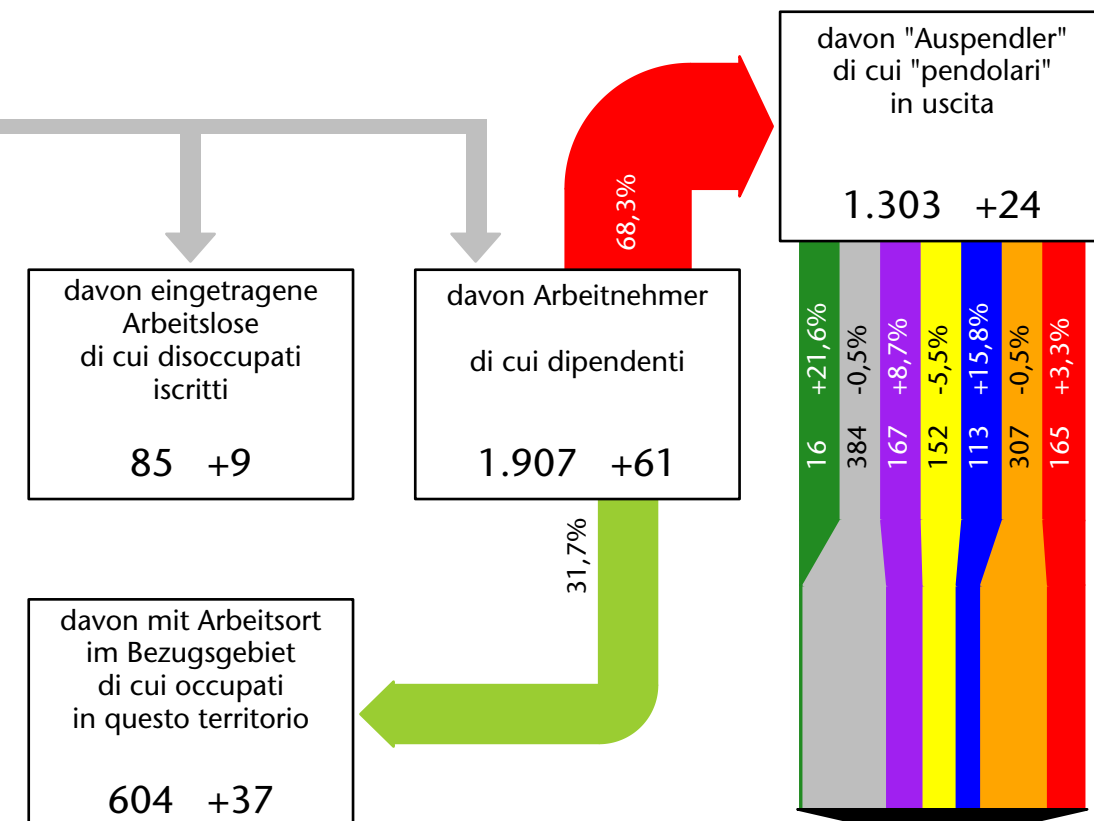 davon "Auspendler"
di cui "pendolari"
in uscita
1.303 +24
68,3%
davon eingetragene
Arbeitslose
di cui disoccupati
iscritti
85 +9
davon Arbeitnehmer
di cui dipendenti
1.907 +61
16 +21,6%
384 -0,5%
167 +8,7%
152 -5,5%
113 +15,8%
307 -0,5%
165 +3,3%
31,7%
davon mit Arbeitsort
im Bezugsgebiet
di cui occupati
in questo territorio
604 +37